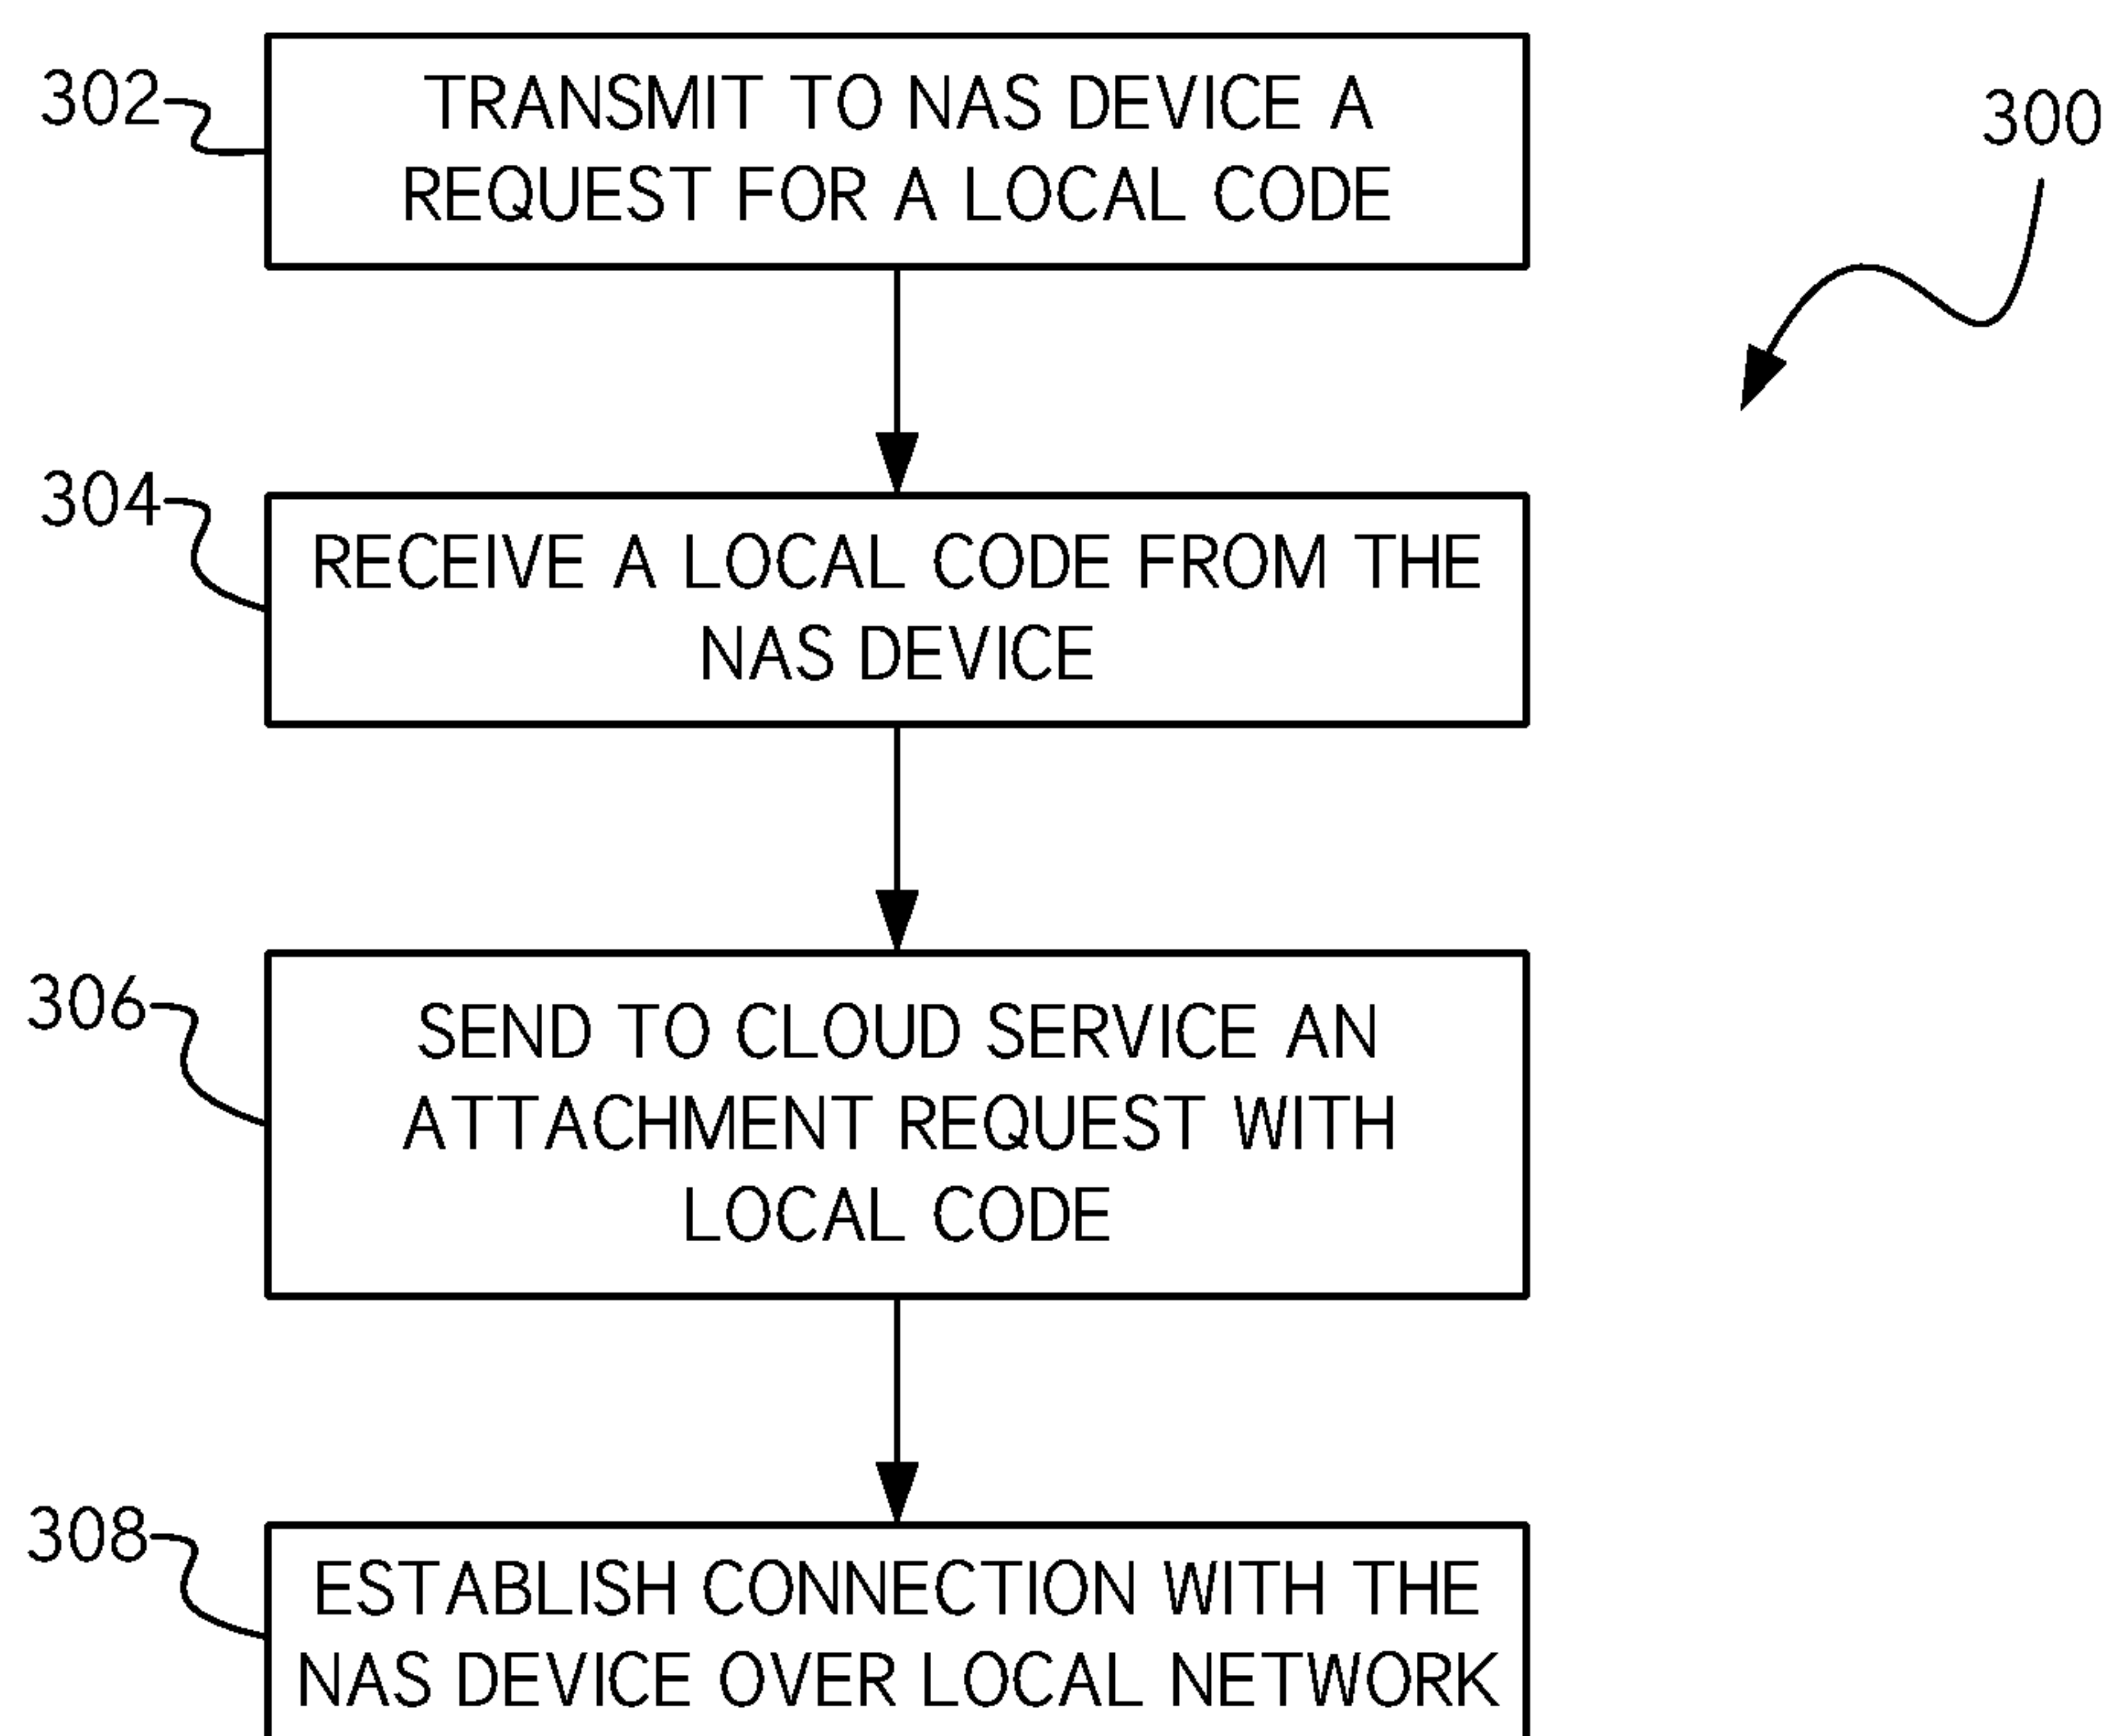 302
TRANSMIT TO NAS DEVICE A
REQUEST FOR A LOCAL CODE
300
304
RECEIVE A LOCAL CODE FROM THE
NAS DEVICE
306
SEND TO CLOUD SERVICE AN
ATTACHMENT REQUEST WITH
LOCAL CODE
308
ESTABLISH CONNECTION WITH THE
NAS DEVICE OVER LOCAL NETWORK